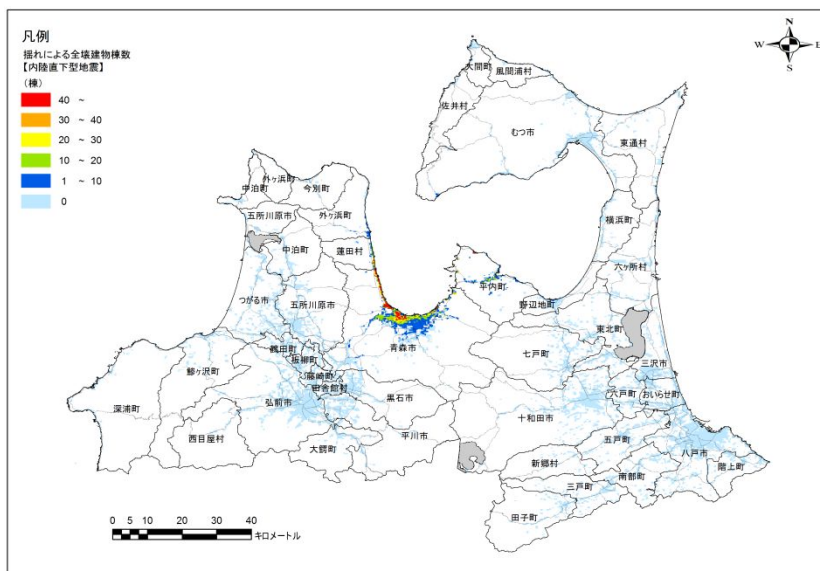 凡例
揺れによる全壊建物棟数
【内陸直下型地震】
(棟)
40 ~
30 ~ 40
20 ~ 30
10 ~ 20
1 ~ 10
0
N
W E
S
大間町
風間浦村
佐井村
むつ市
東通村
外ヶ浜町
中泊町
今別町
五所川原市
外ヶ浜町
中泊町
蓬田村
横浜町
六ヶ所村
平内町
野辺地町
つがる市
五所川原市
東北町
青森市
七戸町
鶴田町
板柳町
三沢市
藤崎町
鰺ヶ沢町
田舎館村
六戸町
おいらせ町
黒石市
深浦町
弘前市
十和田市
平川市
五戸町
西目屋村
八戸市
大鰐町
新郷村
南部町
階上町
三戸町
田子町
0 5 10 20 30 40
キロメートル